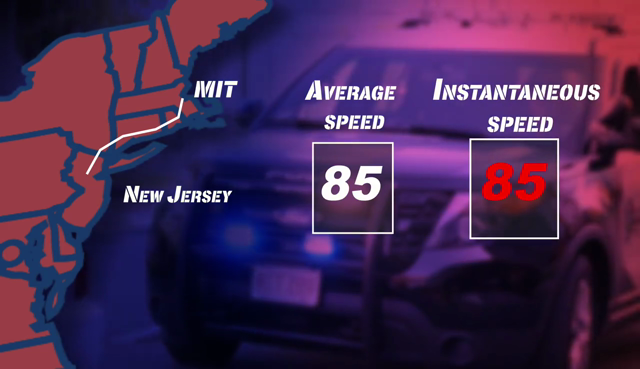 MIT
AVERAGE
SPEED
85
INSTANTANEOUS
SPEED
85
NEW JERSEY